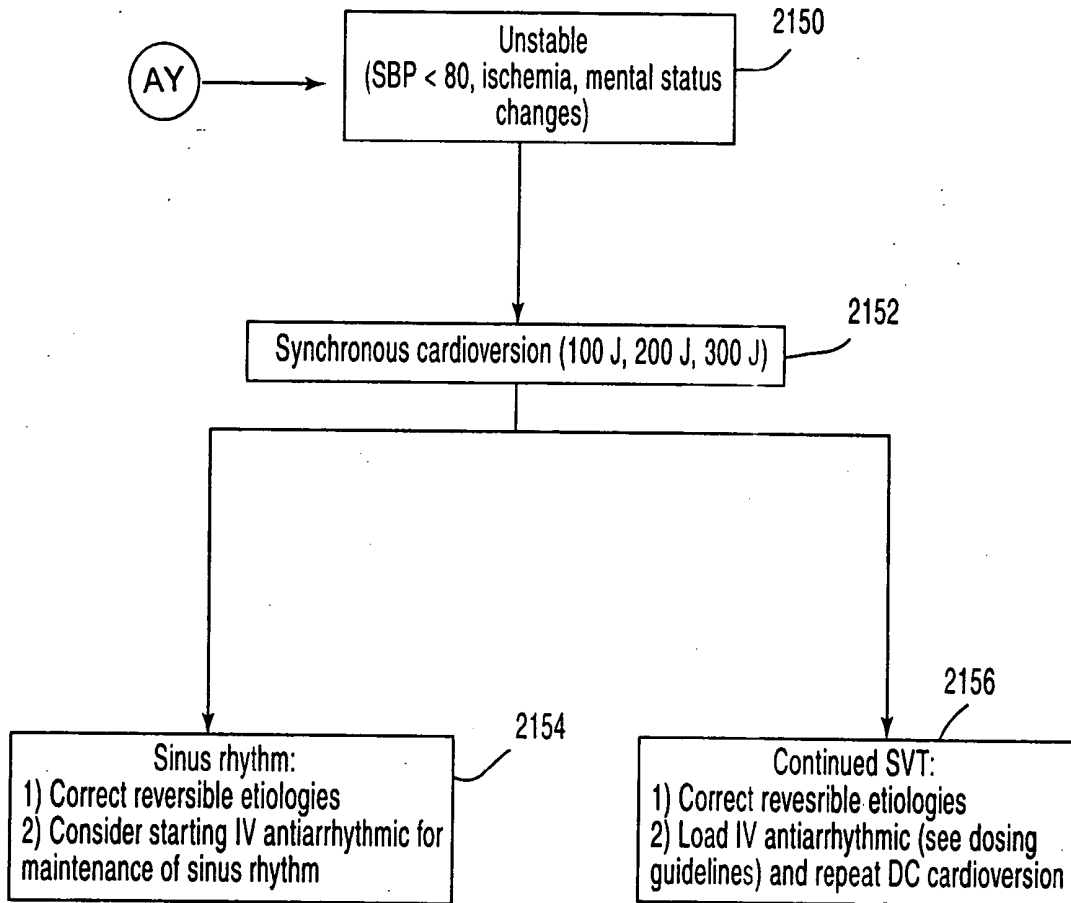 2150
Unstable
(SBP < 80, ischemia, mental status
changes)
AY
2152
Synchronous cardioversion (100 J, 200 J, 300 J)
2154
Sinus rhythm:
1) Correct reversible etiologies
2) Consider starting IV antiarrhythmic for
maintenance of sinus rhythm
2156
Continued SVT:
1) Correct revesrible etiologies
2) Load IV antiarrhythmic (see dosing
guidelines) and repeat DC cardioversion